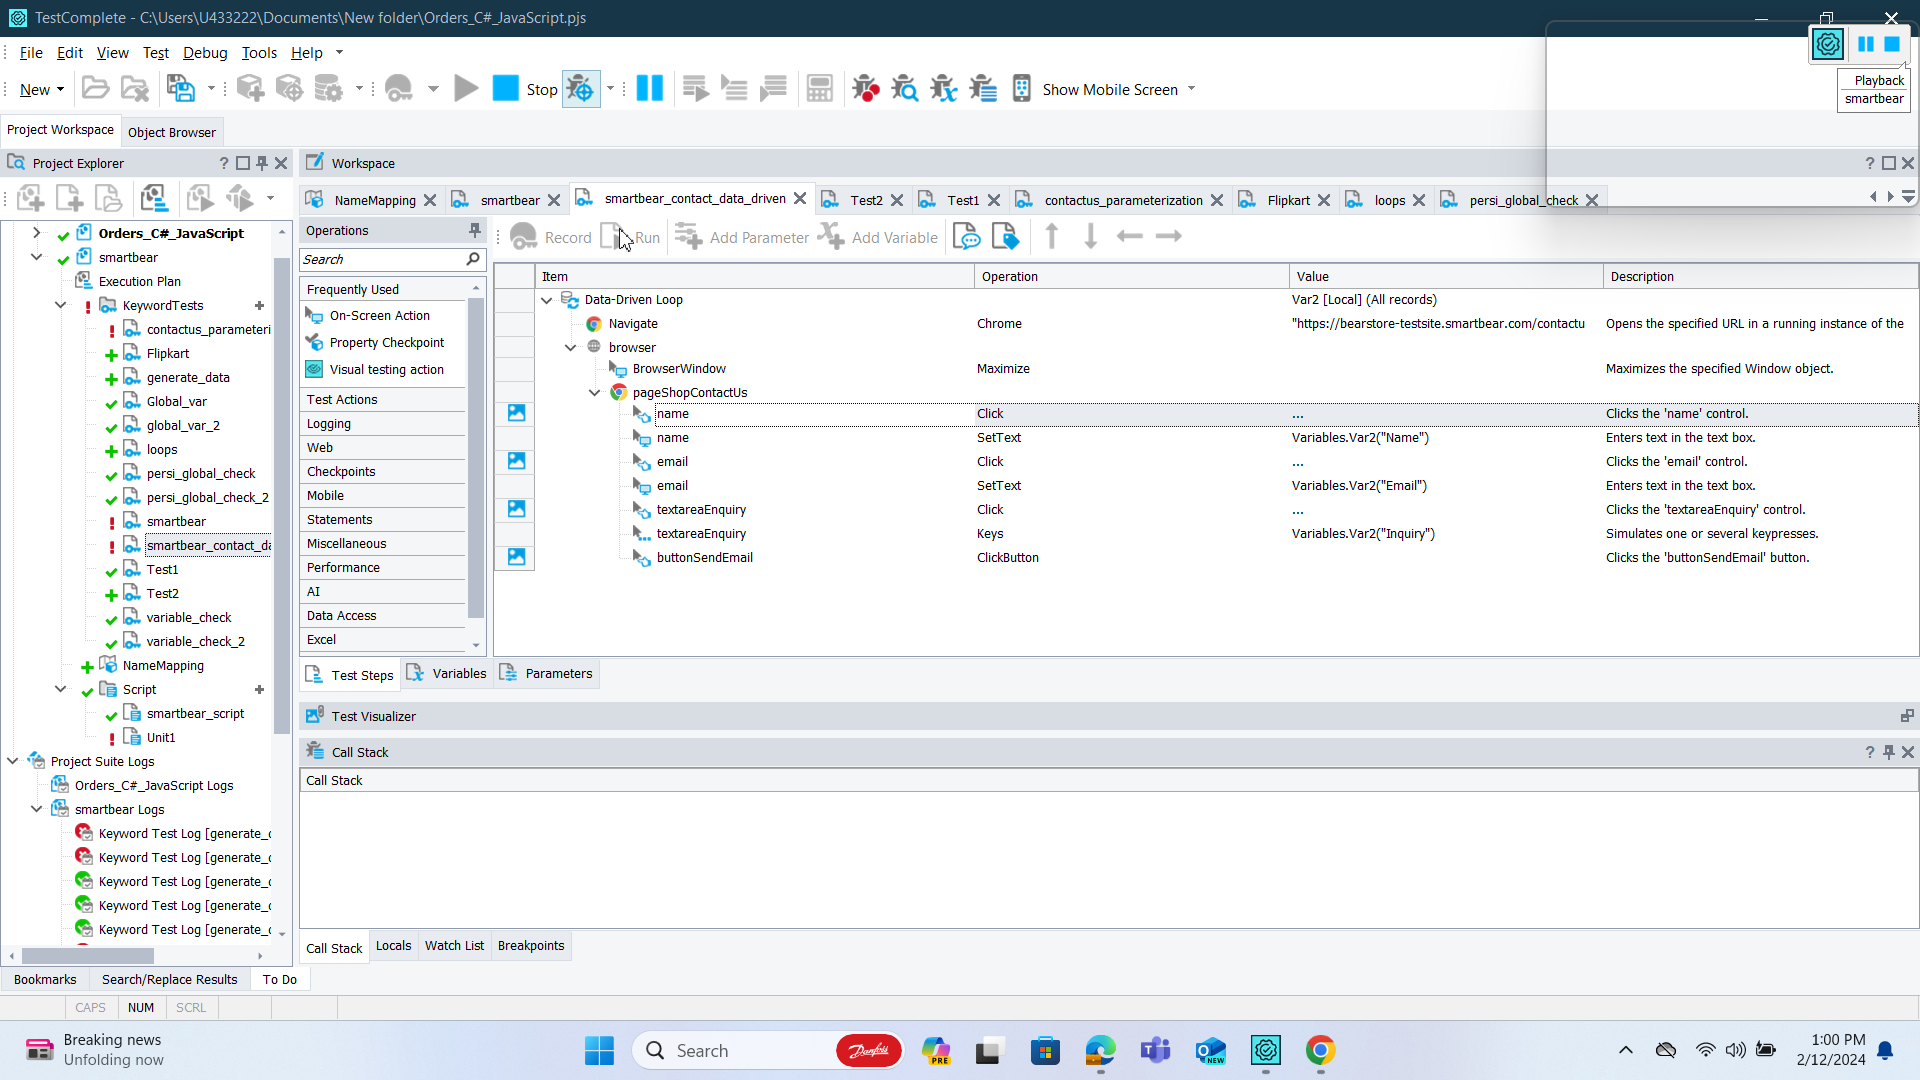 TestComplete - C:\Users\U433222\Documents\New folder\Orders_C#_JavaScript.pjs
File Edit View Test Debug Tools Help
New Stop Show Mobile Screen
Playback
smartbear
Project Workspace Object Browser
Project Explorer ?
Workspace ?
NameMapping smartbear smartbear_contact_data_driven Test2 Test1 contactus_parameterization Flipkart loops persi_global_check
Orders_C#_JavaScript
smartbear
Execution Plan
KeywordTests
contactus_parameteri
Flipkart
generate_data
Global_var
global_var_2
loops
persi_global_check
persi_global_check_2
smartbear
smartbear_contact_da
Test1
Test2
variable_check
variable_check_2
NameMapping
Script
smartbear_script
Unit1
Project Suite Logs
Orders_C#_JavaScript Logs
smartbear Logs
Keyword Test Log [generate_d
Keyword Test Log [generate_d
Keyword Test Log [generate_d
Keyword Test Log [generate_d
Keyword Test Log [generate_d
Operations
Search
Frequently Used
On-Screen Action
Property Checkpoint
Visual testing action
Test Actions
Logging
Web
Checkpoints
Mobile
Statements
Miscellaneous
Performance
AI
Data Access
Excel
Record Run Add Parameter Add Variable
Item Operation Value Description
Data-Driven Loop Var2 [Local] (All records)
Navigate Chrome "https://bearstore-testsite.smartbear.com/contactu Opens the specified URL in a running instance of the
browser
BrowserWindow Maximize Maximizes the specified Window object.
pageShopContactUs
name Click ... Clicks the 'name' control.
name SetText Variables.Var2("Name") Enters text in the text box.
email Click ... Clicks the 'email' control.
email SetText Variables.Var2("Email") Enters text in the text box.
textareaEnquiry Click ... Clicks the 'textareaEnquiry' control.
textareaEnquiry Keys Variables.Var2("Inquiry") Simulates one or several keypresses.
buttonSendEmail ClickButton Clicks the 'buttonSendEmail' button.
Test Steps Variables Parameters
Test Visualizer
Call Stack ?
Call Stack
Call Stack Locals Watch List Breakpoints
Bookmarks Search/Replace Results To Do
CAPS NUM SCRL
Breaking news
Unfolding now
Search Danfoss
PRE
NEW
1:00 PM
2/12/2024